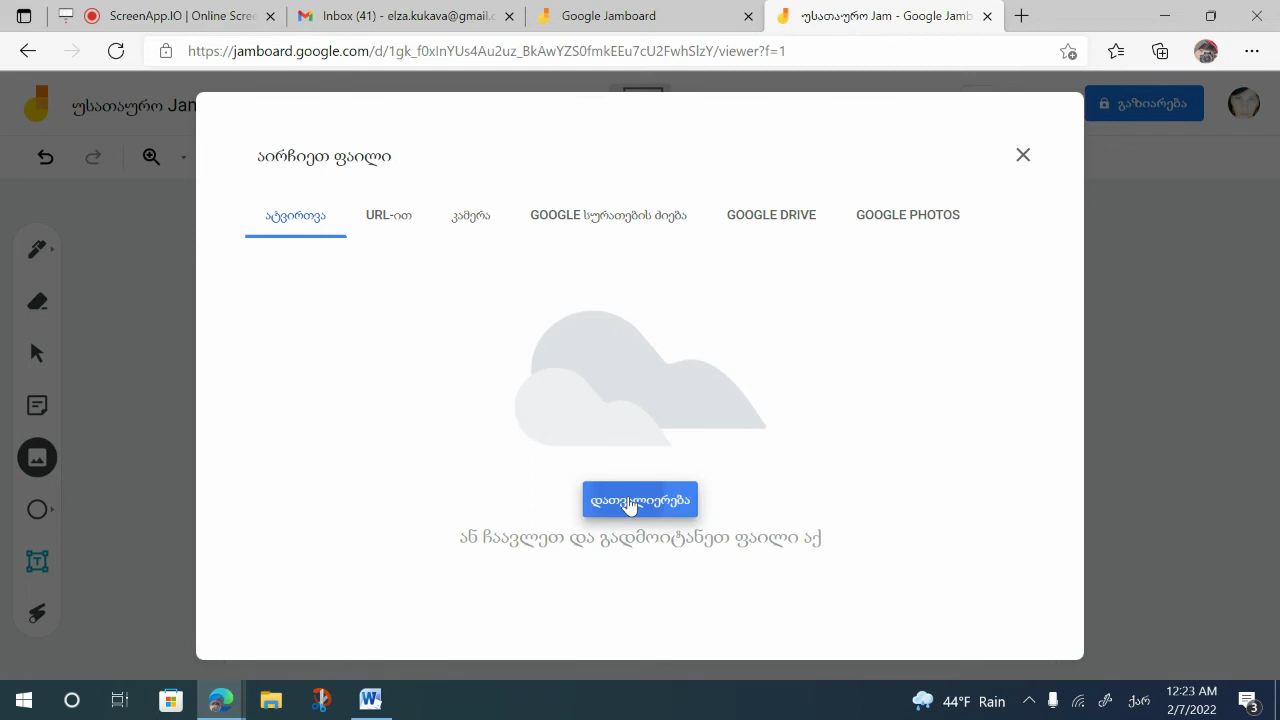 ScreenApp.IO | Online Scree
Inbox (41) - elza.kukava@gmail.c
Google Jamboard
უსათაურო Jam - Google Jamb
https://jamboard.google.com/d/1gk_f0xInYUs4Au2uz_BkAwYZS0fmkEEu7cU2FwhSlzY/viewer?f=1
უსათაურო Jam
გაზიარება
აირჩიეთ ფაილი
ატვირთვა
URL-ით
კამერა
GOOGLE სურათების ძიება
GOOGLE DRIVE
GOOGLE PHOTOS
დათვალიერება
ან ჩაავლეთ და გადმოიტანეთ ფაილი აქ
44°F Rain
ქარ
12:23 AM
2/7/2022
3